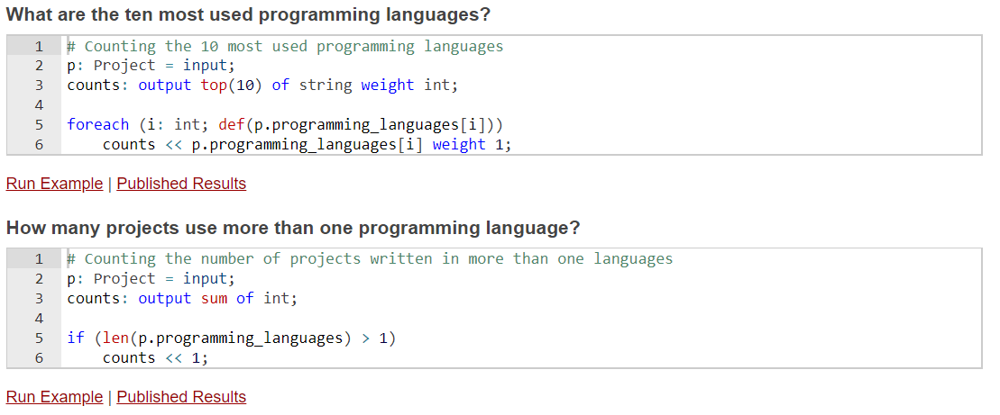 What are the ten most used programming languages?
1 # Counting the 10 most used programming languages
2 p: Project = input;
3 counts: output top(10) of string weight int;
4
5 foreach (i: int; def(p.programming_languages[i]))
6     counts << p.programming_languages[i] weight 1;
Run Example | Published Results
How many projects use more than one programming language?
1 # Counting the number of projects written in more than one languages
2 p: Project = input;
3 counts: output sum of int;
4
5 if (len(p.programming_languages) > 1)
6     counts << 1;
Run Example | Published Results